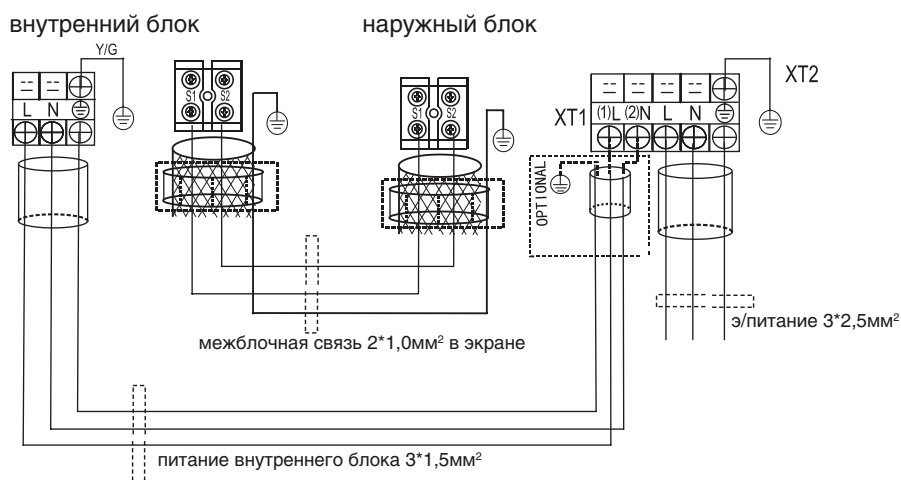 внутренний блок
наружный блок
Y/G
L N
S1 S2
S1 S2
XT1
(1)L (2)N L N
XT2
OPTIONAL
э/питание 3*2,5мм²
межблочная связь 2*1,0мм² в экране
питание внутреннего блока 3*1,5мм²